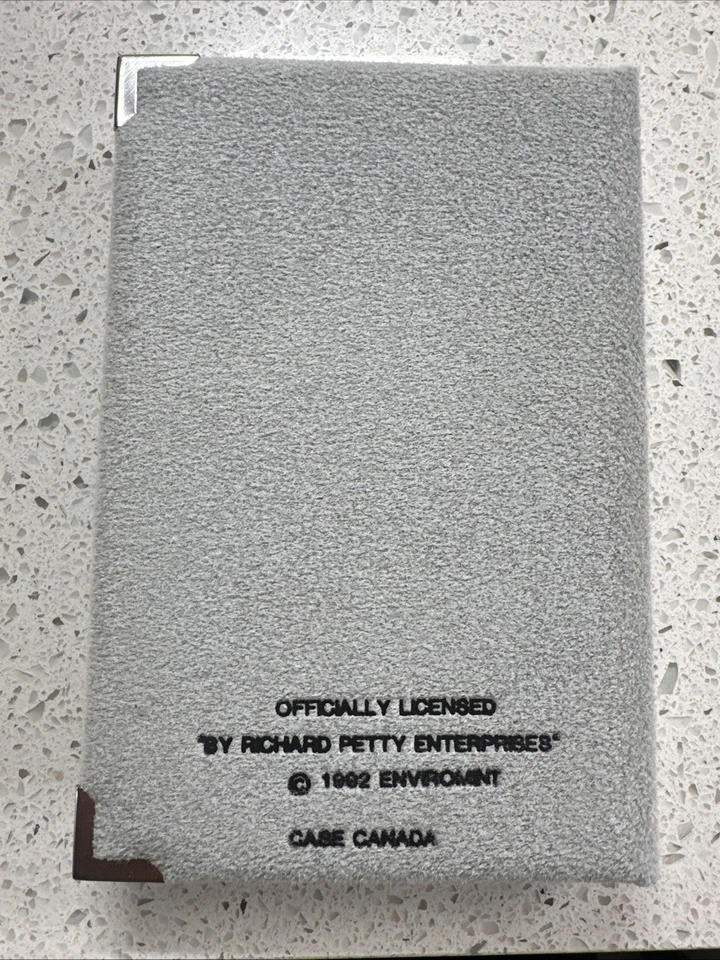 OFFICIALLY LICENSED
"BY RICHARD PETTY ENTERPRISES"
© 1992 ENVIROMINT
CASE CANADA